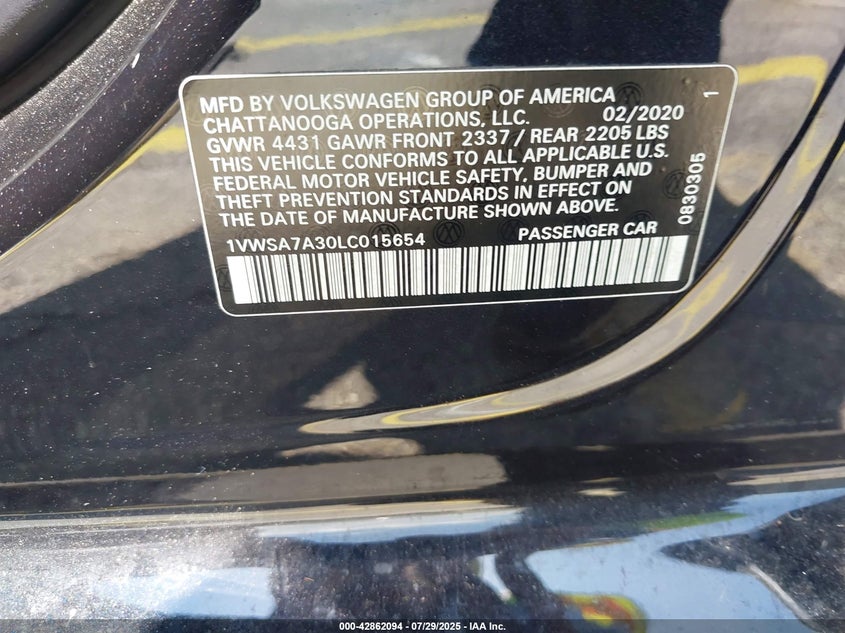 MFD BY VOLKSWAGEN GROUP OF AMERICA
CHATTANOOGA OPERATIONS, LLC. 02/2020 1
GVWR 4431 GAWR FRONT 2337 / REAR 2205 LBS
THIS VEHICLE CONFORMS TO ALL APPLICABLE U.S.
FEDERAL MOTOR VEHICLE SAFETY, BUMPER AND
THEFT PREVENTION STANDARDS IN EFFECT ON
THE DATE OF MANUFACTURE SHOWN ABOVE.
0830305
1VWSA7A30LC015654 PASSENGER CAR
000-42862094 / 07/29/2025 - IAA Inc.